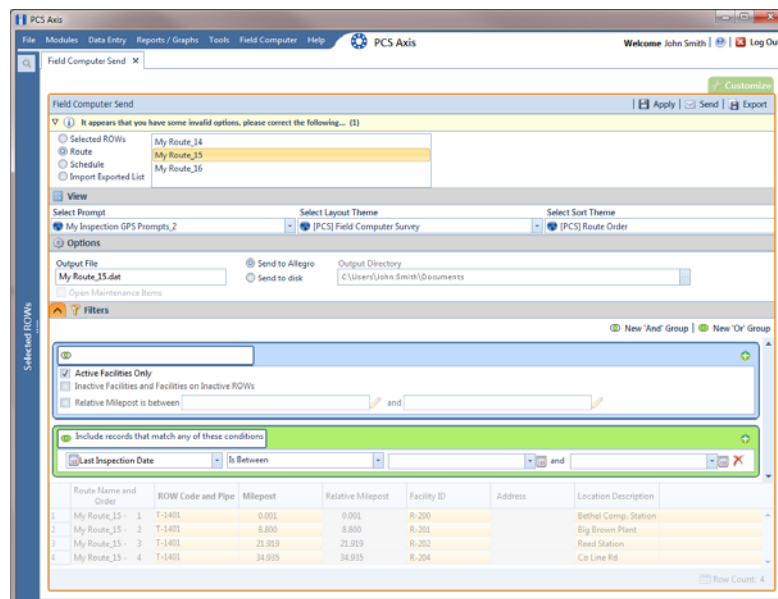 PCS Axis
File Modules Data Entry Reports / Graphs Tools Field Computer Help PCS Axis Welcome John Smith | | Log Out
Field Computer Send ×
Customize
Field Computer Send | Apply | Send | Export
It appears that you have some invalid options, please correct the following... (1)
Selected ROWs
Route
Schedule
Import Exported List
My Route_14
My Route_15
My Route_16
View
Select Prompt Select Layout Theme Select Sort Theme
My Inspection GPS Prompts_2 [PCS] Field Computer Survey [PCS] Route Order
Options
Output File Send to Allegro Output Directory
My Route_15.dat Send to disk C:\Users\John.Smith\Documents
Open Maintenance Items
Filters
Selected ROWs
New 'And' Group | New 'Or' Group
Active Facilities Only
Inactive Facilities and Facilities on Inactive ROWs
Relative Milepost is between and
Include records that match any of these conditions
Last Inspection Date Is Between and
Route Name and Order ROW Code and Pipe Milepost Relative Milepost Facility ID Address Location Description
1 My Route_15 - 1 T-1401 0.001 0.001 R-200 Bethel Comp. Station
2 My Route_15 - 2 T-1401 8.800 8.800 R-201 Big Brown Plant
3 My Route_15 - 3 T-1401 21.919 21.919 R-202 Reed Station
4 My Route_15 - 4 T-1401 34.935 34.935 R-204 Co Line Rd
Row Count: 4